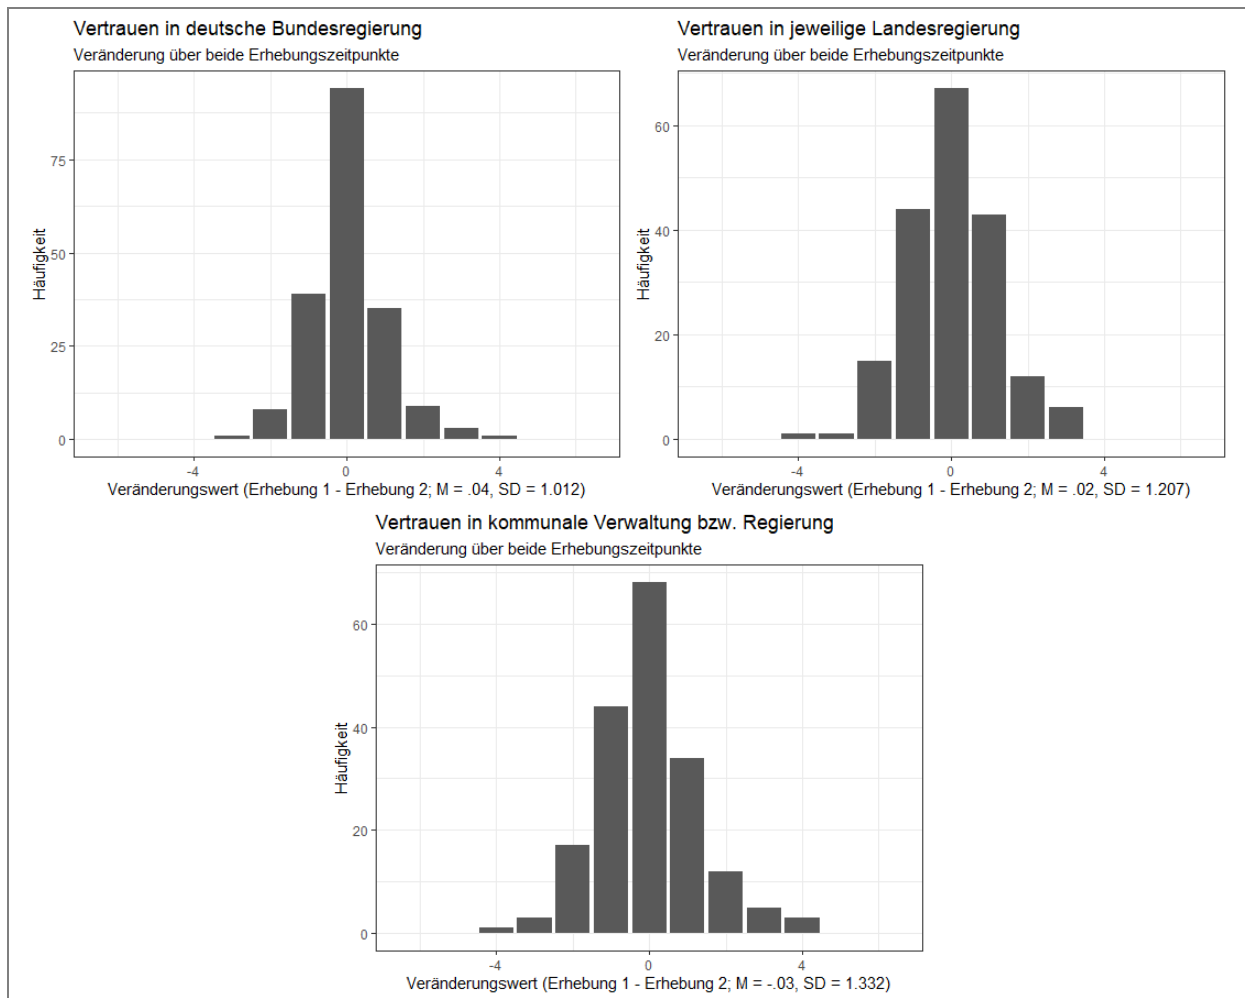 Vertrauen in deutsche Bundesregierung
Veränderung über beide Erhebungszeitpunkte
Häufigkeit
75
50
25
0
-4 0 4
Veränderungswert (Erhebung 1 - Erhebung 2; M = .04, SD = 1.012)
Vertrauen in jeweilige Landesregierung
Veränderung über beide Erhebungszeitpunkte
Häufigkeit
60
40
20
0
-4 0 4
Veränderungswert (Erhebung 1 - Erhebung 2; M = .02, SD = 1.207)
Vertrauen in kommunale Verwaltung bzw. Regierung
Veränderung über beide Erhebungszeitpunkte
Häufigkeit
60
40
20
0
-4 0 4
Veränderungswert (Erhebung 1 - Erhebung 2; M = -.03, SD = 1.332)